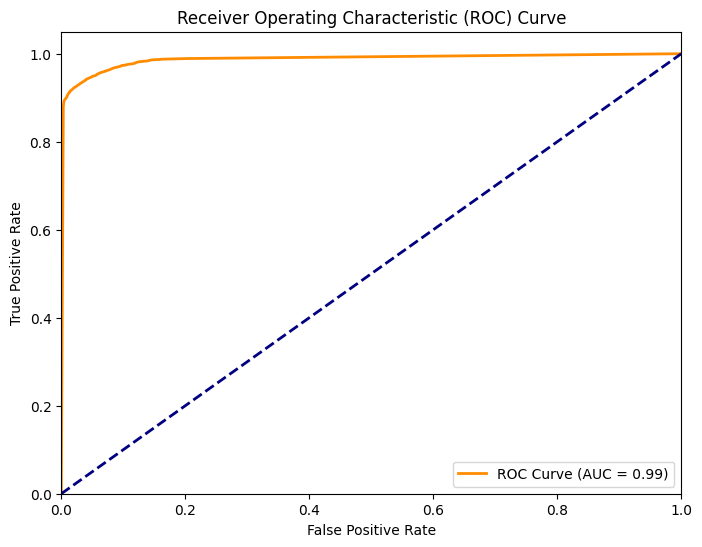 Receiver Operating Characteristic (ROC) Curve
1.0
0.8
0.6
0.4
0.2
0.0
True Positive Rate
ROC Curve (AUC = 0.99)
0.0 0.2 0.4 0.6 0.8 1.0
False Positive Rate